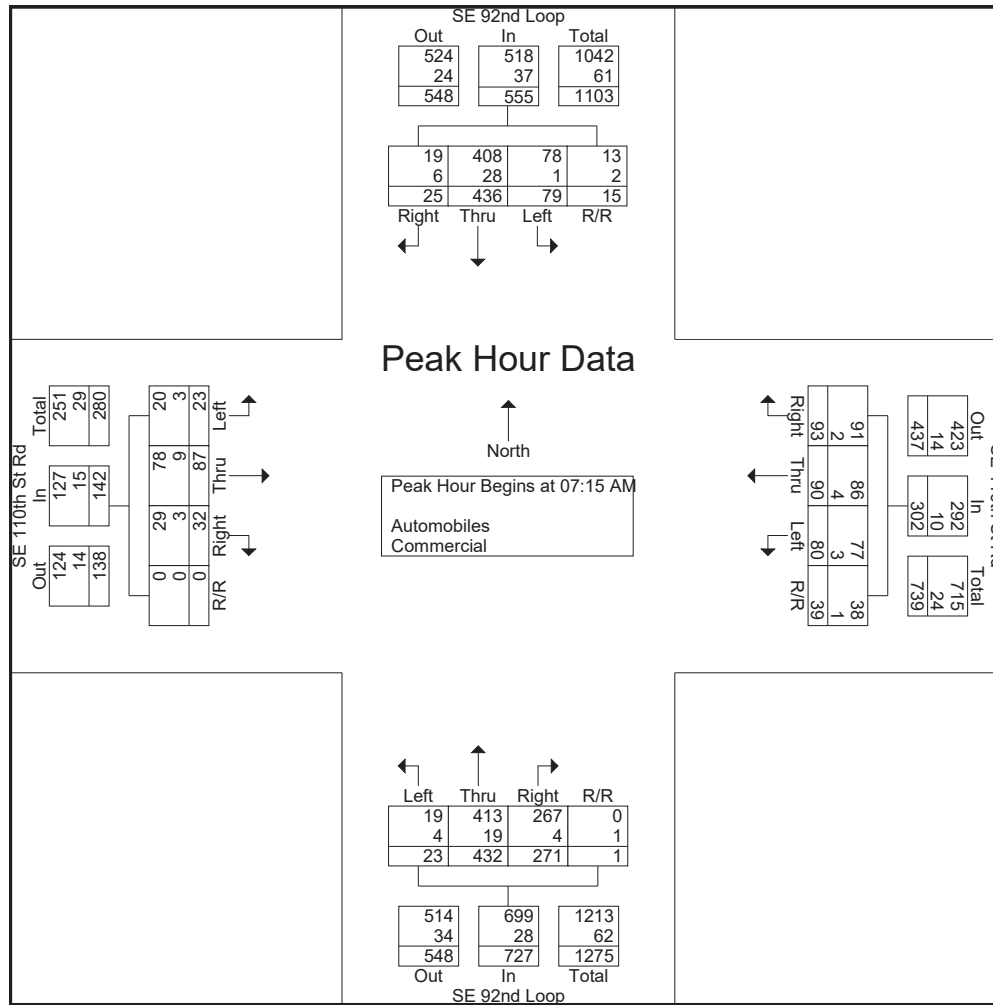 SE 92nd Loop
Out In Total
524 518 1042
24 37 61
548 555 1103
19 408 78 13
6 28 1 2
25 436 79 15
Right Thru Left R/R
Peak Hour Data
North
Peak Hour Begins at 07:15 AM
Automobiles
Commercial
SE 110th St Rd
Out In Total
124 127 251
14 15 29
138 142 280
0 29 78 20
0 3 9 3
0 32 87 23
R/R Right Thru Left
Out In Total
423 292 715
14 10 24
437 302 739
91 86 77 38
2 4 3 1
93 90 80 39
Right Thru Left R/R
Left Thru Right R/R
19 413 267 0
4 19 4 1
23 432 271 1
514 699 1213
34 28 62
548 727 1275
Out In Total
SE 92nd Loop